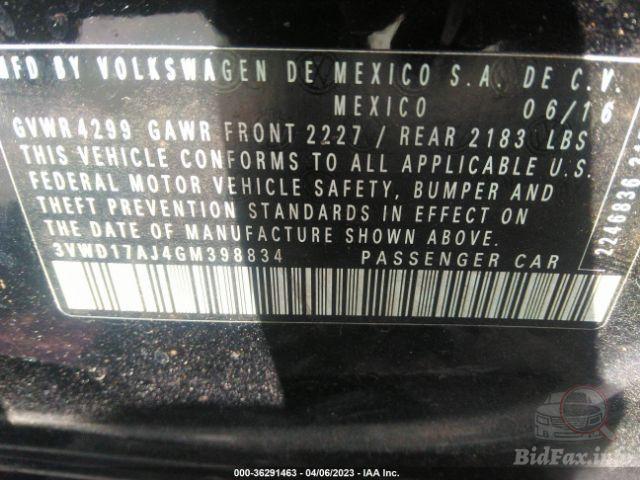 MFD BY VOLKSWAGEN DE MEXICO S.A. DE C.V.
MEXICO 06/16
GVWR 4299 GAWR FRONT 2227 / REAR 2183 LBS
THIS VEHICLE CONFORMS TO ALL APPLICABLE U.S.
FEDERAL MOTOR VEHICLE SAFETY, BUMPER AND
THEFT PREVENTION STANDARDS IN EFFECT ON
THE DATE OF MANUFACTURE SHOWN ABOVE.
3VWD17AJ4GM398834 PASSENGER CAR
2246836
BidFax.info
000-36291463 - 04/06/2023 - IAA Inc.